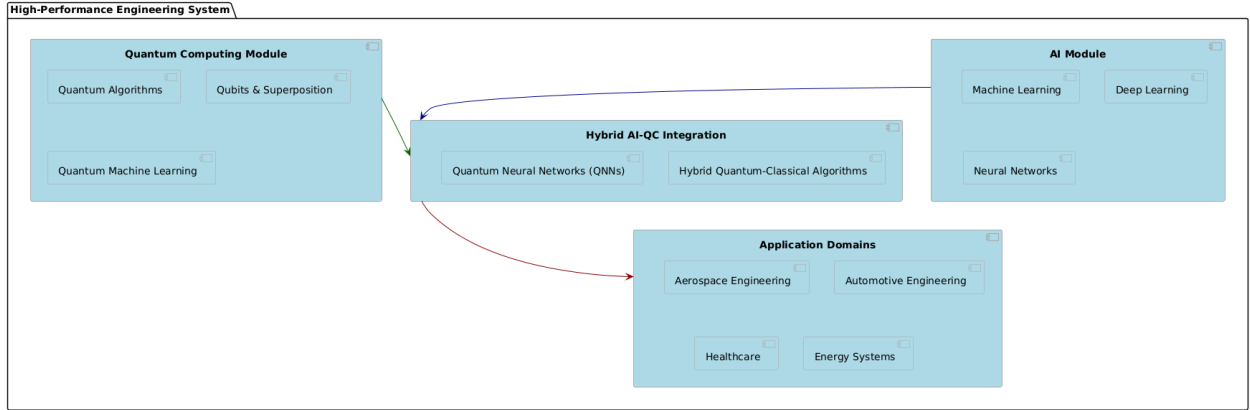 High-Performance Engineering System
Quantum Computing Module
Quantum Algorithms
Qubits & Superposition
Quantum Machine Learning
AI Module
Machine Learning
Deep Learning
Neural Networks
Hybrid AI-QC Integration
Quantum Neural Networks (QNNs)
Hybrid Quantum-Classical Algorithms
Application Domains
Aerospace Engineering
Automotive Engineering
Healthcare
Energy Systems